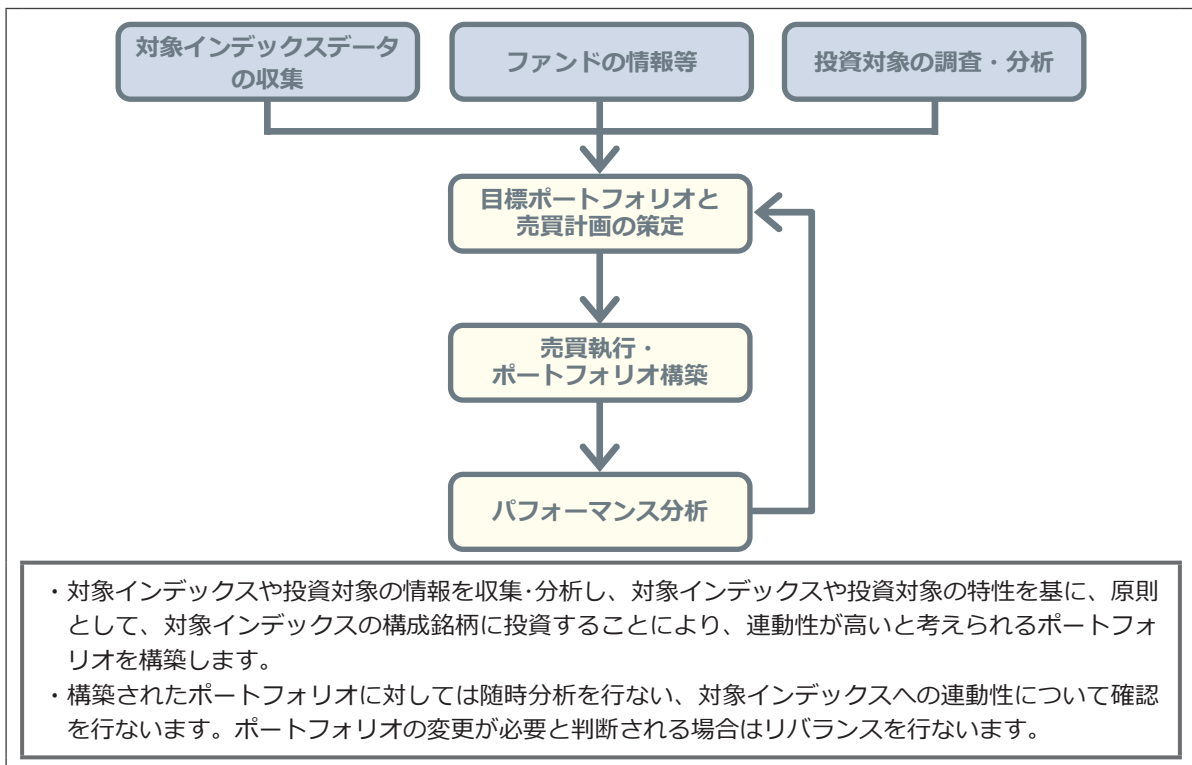 対象インデックスデータ
の収集
ファンドの情報等
投資対象の調査・分析
目標ポートフォリオと
売買計画の策定
売買執行・
ポートフォリオ構築
パフォーマンス分析
・対象インデックスや投資対象の情報を収集・分析し、対象インデックスや投資対象の特性を基に、原則
として、対象インデックスの構成銘柄に投資することにより、連動性が高いと考えられるポートフォ
リオを構築します。
・構築されたポートフォリオに対しては随時分析を行ない、対象インデックスへの連動性について確認
を行ないます。ポートフォリオの変更が必要と判断される場合はリバランスを行ないます。